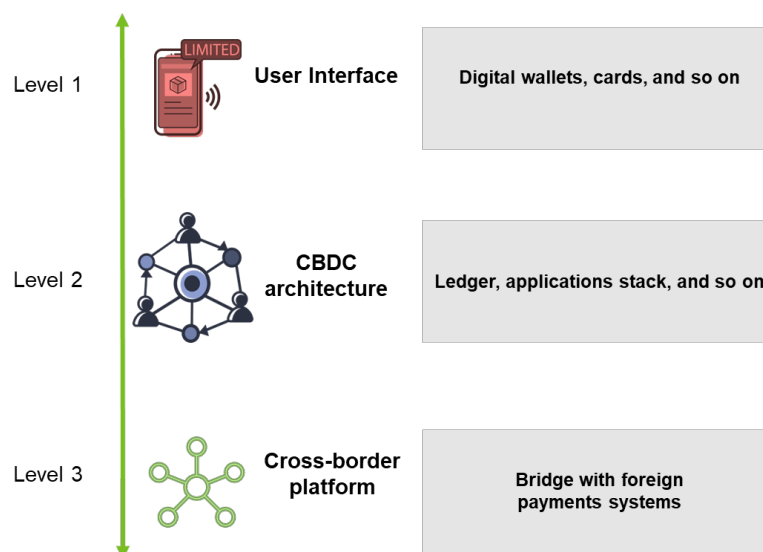 LIMITED
Level 1
User Interface
Digital wallets, cards, and so on
Level 2
CBDC
architecture
Ledger, applications stack, and so on
Level 3
Cross-border
platform
Bridge with foreign
payments systems